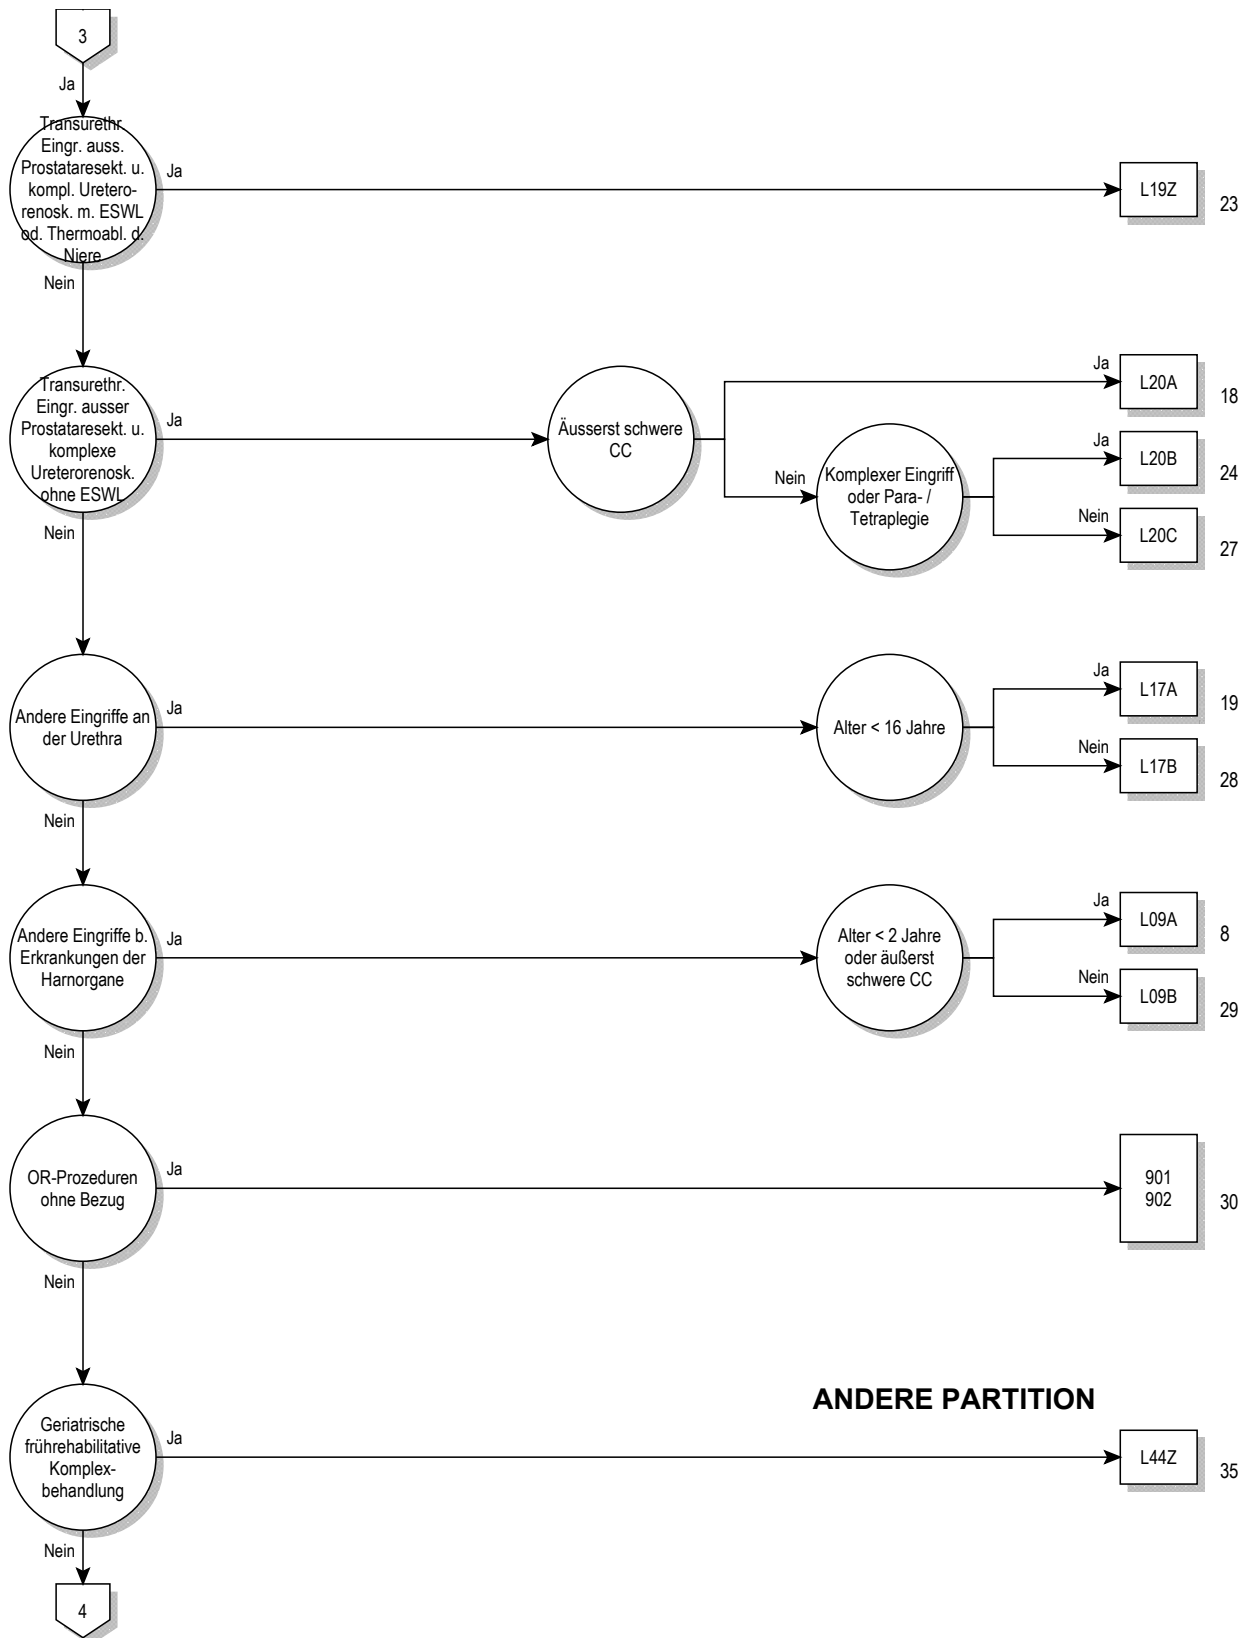 3
Ja
Transurethr.
Eingr. auss.
Prostataresekt. u.
kompl. Uretero-
renosk. m. ESWL
od. Thermoabl. d.
Niere
Ja
L19Z
23
Nein
Transurethr.
Eingr. ausser
Prostataresekt. u.
komplexe
Ureterorenosk.
ohne ESWL
Ja
Äusserst schwere
CC
Ja
L20A
18
Nein
Komplexer Eingriff
oder Para- /
Tetraplegie
Ja
L20B
24
Nein
L20C
27
Nein
Andere Eingriffe an
der Urethra
Ja
Alter < 16 Jahre
Ja
L17A
19
Nein
L17B
28
Nein
Andere Eingriffe b.
Erkrankungen der
Harnorgane
Ja
Alter < 2 Jahre
oder äußerst
schwere CC
Ja
L09A
8
Nein
L09B
29
Nein
OR-Prozeduren
ohne Bezug
Ja
901
902
30
Nein
ANDERE PARTITION
Geriatrische
frührehabilitative
Komplex-
behandlung
Ja
L44Z
35
Nein
4